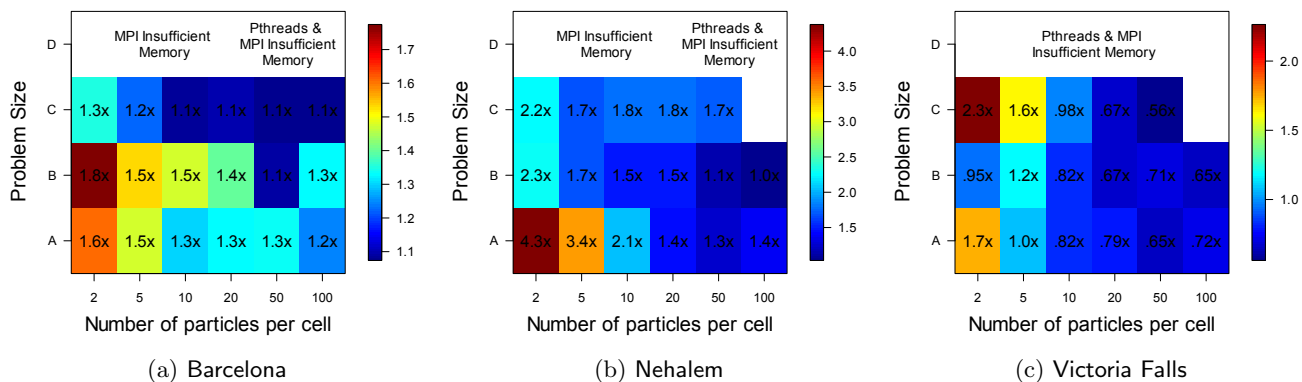 Problem Size
D
C
B
A
MPI Insufficient
Memory
Pthreads &
MPI Insufficient
Memory
1.3x 1.2x 1.1x 1.1x 1.1x 1.1x
1.8x 1.5x 1.5x 1.4x 1.1x 1.3x
1.6x 1.5x 1.3x 1.3x 1.3x 1.2x
2 5 10 20 50 100
Number of particles per cell
1.7
1.6
1.5
1.4
1.3
1.2
1.1
(a) Barcelona
Problem Size
D
C
B
A
MPI Insufficient
Memory
Pthreads &
MPI Insufficient
Memory
2.2x 1.7x 1.8x 1.8x 1.7x
2.3x 1.7x 1.5x 1.5x 1.1x 1.0x
4.3x 3.4x 2.1x 1.4x 1.3x 1.4x
2 5 10 20 50 100
Number of particles per cell
4.0
3.5
3.0
2.5
2.0
1.5
(b) Nehalem
Problem Size
D
C
B
A
Pthreads & MPI
Insufficient Memory
2.3x 1.6x .98x .67x .56x
.95x 1.2x .82x .67x .71x .65x
1.7x 1.0x .82x .79x .65x .72x
2 5 10 20 50 100
Number of particles per cell
2.0
1.5
1.0
(c) Victoria Falls